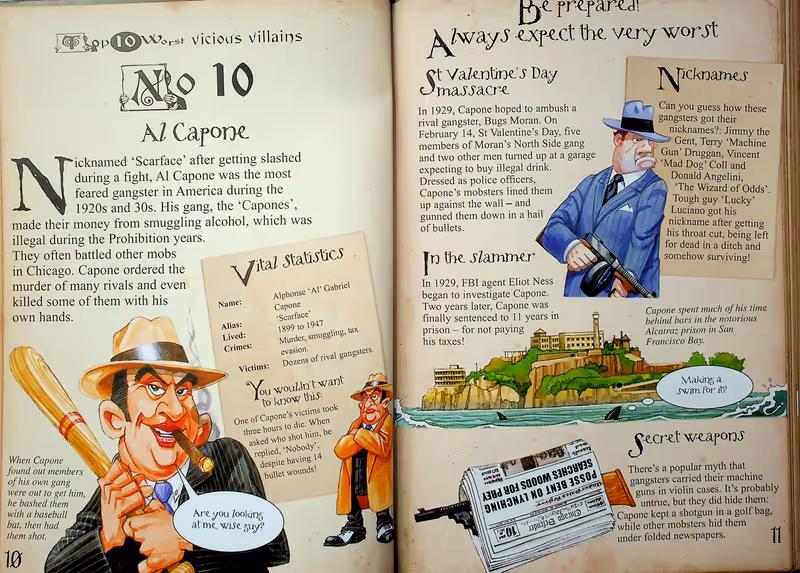 Top 10 Worst vicious villains
No 10
Al Capone
Nicknamed ‘Scarface’ after getting slashed
during a fight, Al Capone was the most
feared gangster in America during the
1920s and 30s. His gang, the ‘Capones’,
made their money from smuggling alcohol, which was
illegal during the Prohibition years.
They often battled other mobs
in Chicago. Capone ordered the
murder of many rivals and even
killed some of them with his
own hands.
Vital Statistics
Name: Alphonse ‘Al’ Gabriel
Capone
Alias: ‘Scarface’
Lived: 1899 to 1947
Crimes: Murder, smuggling, tax
evasion.
Victims: Dozens of rival gangsters.
You wouldn’t want
to know this:
One of Capone’s victims took
three hours to die. When
asked who shot him, he
replied, ‘Nobody’,
despite having 14
bullet wounds!
When Capone
found out members
of his own gang
were out to get him,
he bashed them
with a baseball
bat, then had
them shot.
Are you looking
at me, wise guy?
10
Be prepared!
Always expect the very worst
St Valentine’s Day
massacre
In 1929, Capone hoped to ambush a
rival gangster, Bugs Moran. On
February 14, St Valentine’s Day, five
members of Moran’s North Side gang
and two other men turned up at a garage
expecting to buy illegal drink.
Dressed as police officers,
Capone’s mobsters lined them
up against the wall – and
gunned them down in a hail
of bullets.
In the slammer
In 1929, FBI agent Eliot Ness
began to investigate Capone.
Two years later, Capone was
finally sentenced to 11 years in
prison – for not paying
his taxes!
Nicknames
Can you guess how these
gangsters got their
nicknames?: Jimmy the
Gent, Terry ‘Machine
Gun’ Druggan, Vincent
‘Mad Dog’ Coll and
Donald Angelini,
‘The Wizard of Odds’.
Tough guy ‘Lucky’
Luciano got his
nickname after getting
his throat cut, being left
for dead in a ditch and
somehow surviving!
Capone spent much of his time
behind bars in the notorious
Alcatraz prison in San
Francisco Bay.
Making a
swim for it?
Secret weapons
There’s a popular myth that
gangsters carried their machine
guns in violin cases. It’s probably
untrue, but they did hide them:
Capone kept a shotgun in a golf bag,
while other mobsters hid them
under folded newspapers.
POSSE BENT ON LYNCHING
SEARCHES WOODS FOR PREY
Chicago Defender
11